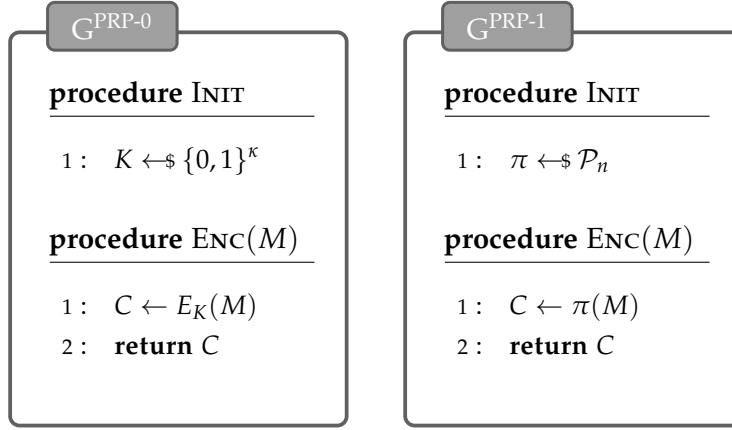 G^PRP-0
procedure INIT
1 : K ←$ {0, 1}^κ
procedure ENC(M)
1 : C ← E_K(M)
2 : return C
G^PRP-1
procedure INIT
1 : π ←$ 𝒫_n
procedure ENC(M)
1 : C ← π(M)
2 : return C